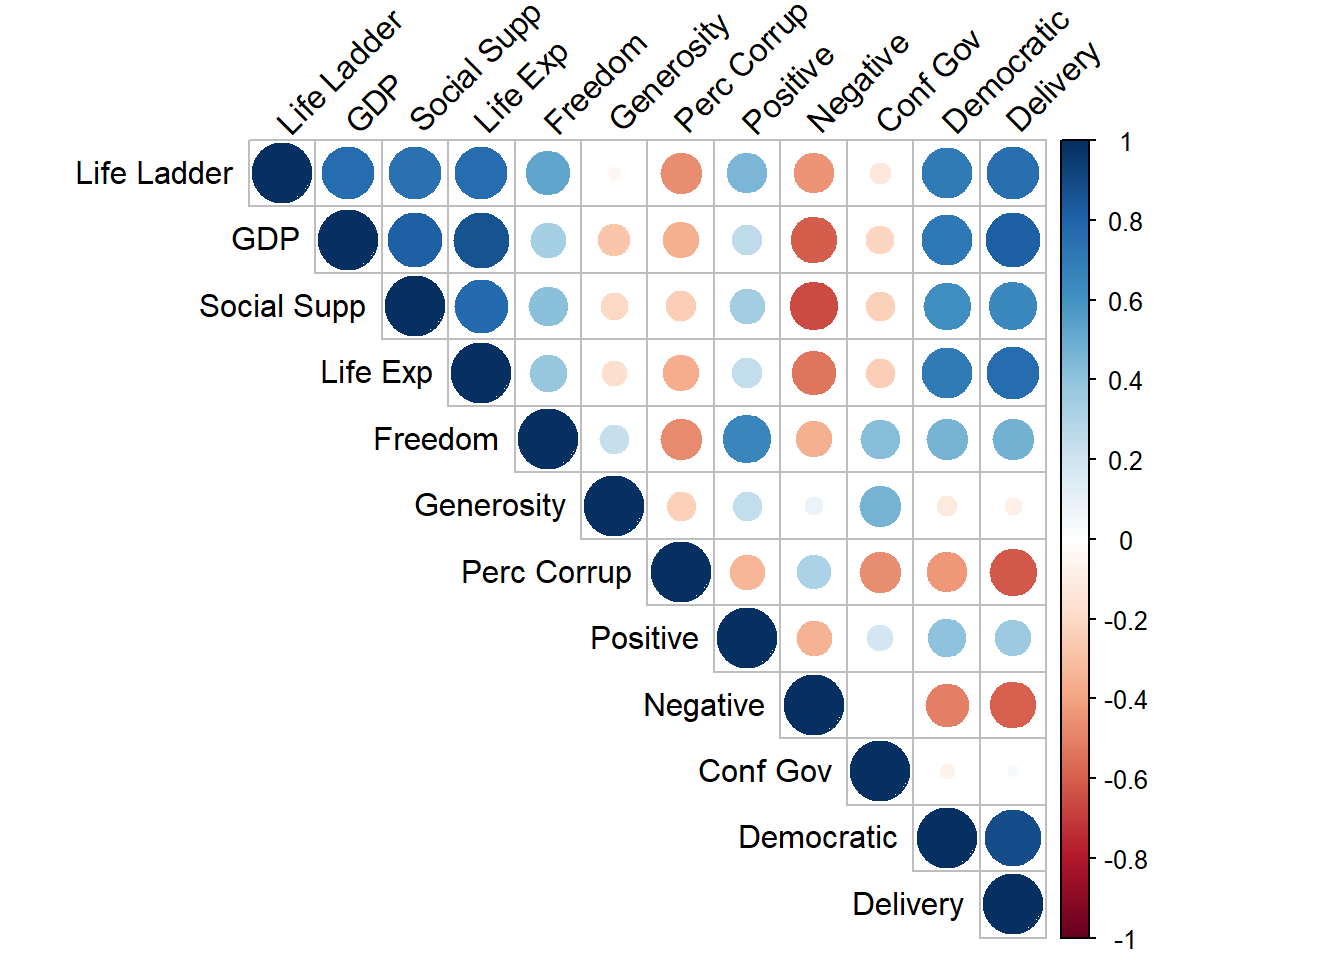 Life Ladder
GDP
Social Supp
Life Exp
Freedom
Generosity
Perc Corrup
Positive
Negative
Conf Gov
Democratic
Delivery
Life Ladder
GDP
Social Supp
Life Exp
Freedom
Generosity
Perc Corrup
Positive
Negative
Conf Gov
Democratic
Delivery
1
0.8
0.6
0.4
0.2
0
-0.2
-0.4
-0.6
-0.8
-1